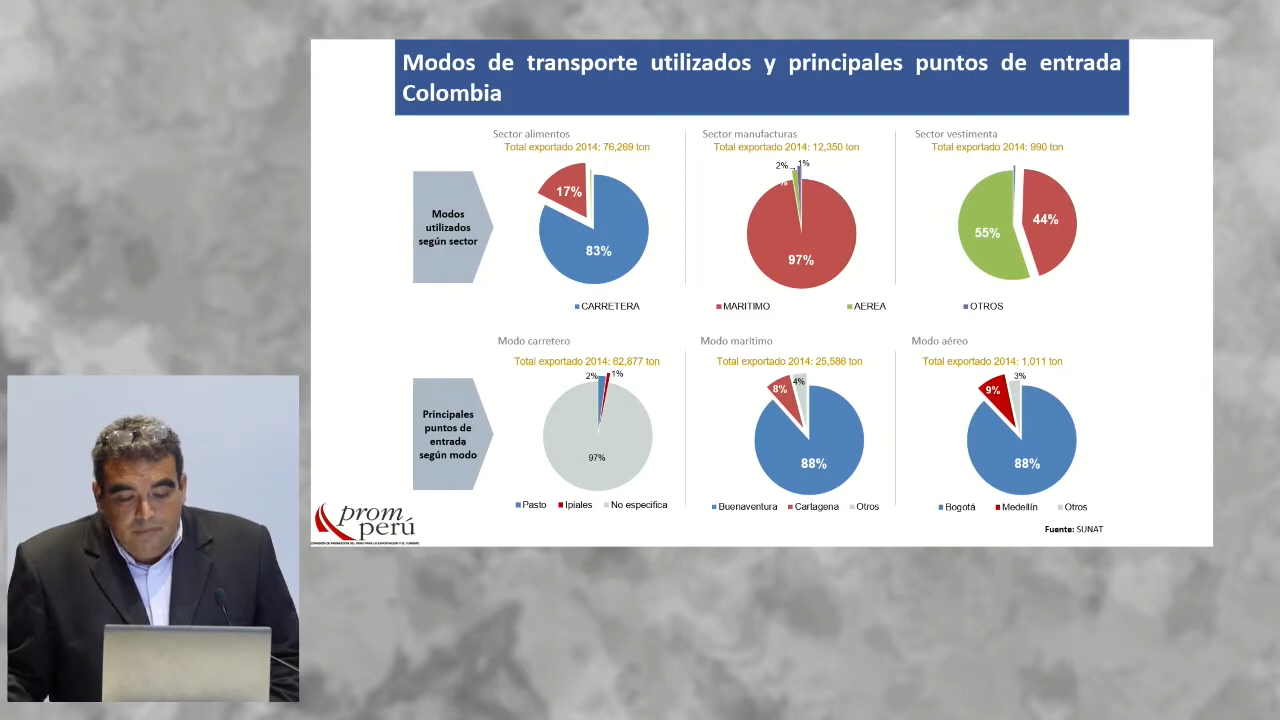 Modos de transporte utilizados y principales puntos de entrada
Colombia
Sector alimentos
Total exportado 2014: 76,269 ton
17%
83%
Sector manufacturas
Total exportado 2014: 12,350 ton
2%
1%
97%
Sector vestimenta
Total exportado 2014: 990 ton
55%
44%
Modos
utilizados
según sector
CARRETERA
MARITIMO
AEREA
OTROS
Modo carretero
Total exportado 2014: 62,877 ton
2%
1%
97%
Pasto
Ipiales
No especifica
Modo marítimo
Total exportado 2014: 25,586 ton
8%
4%
88%
Buenaventura
Cartagena
Otros
Modo aéreo
Total exportado 2014: 1,011 ton
9%
3%
88%
Bogotá
Medellín
Otros
Principales
puntos de
entrada
según modo
prom
perú
Fuente: SUNAT